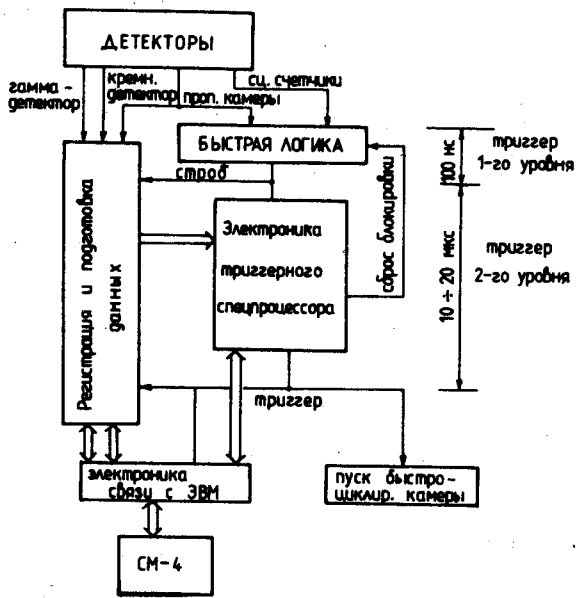 ДЕТЕКТОРЫ
гамма-
детектор
кремн.
детектор
проп. камеры
сц. счетчики
БЫСТРАЯ ЛОГИКА
строб
Регистрация и подготовка
данных
Электроника
триггерного
спецпроцессора
сброс блокировки
100 нс
триггер
1-го уровня
10 ÷ 20 мкс
триггер
2-го уровня
триггер
электроника
связи с ЭВМ
пуск быстро-
циклир. камеры
СМ-4